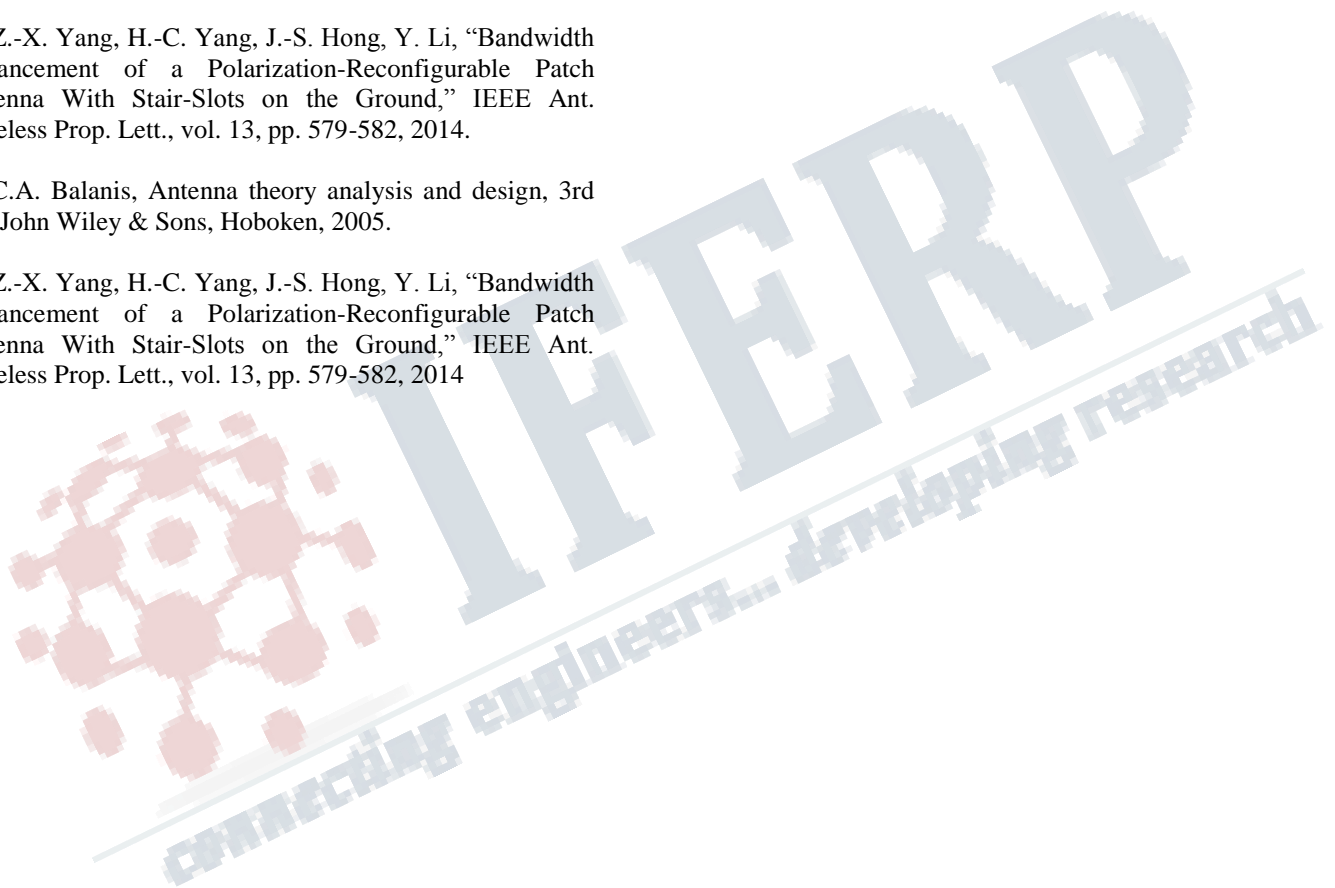 Z.-X. Yang, H.-C. Yang, J.-S. Hong, Y. Li, “Bandwidth
ancement of a Polarization-Reconfigurable Patch
enna With Stair-Slots on the Ground,” IEEE Ant.
eless Prop. Lett., vol. 13, pp. 579-582, 2014.
C.A. Balanis, Antenna theory analysis and design, 3rd
John Wiley & Sons, Hoboken, 2005.
Z.-X. Yang, H.-C. Yang, J.-S. Hong, Y. Li, “Bandwidth
ancement of a Polarization-Reconfigurable Patch
enna With Stair-Slots on the Ground,” IEEE Ant.
eless Prop. Lett., vol. 13, pp. 579-582, 2014
IFERP
connecting engineers... developing research